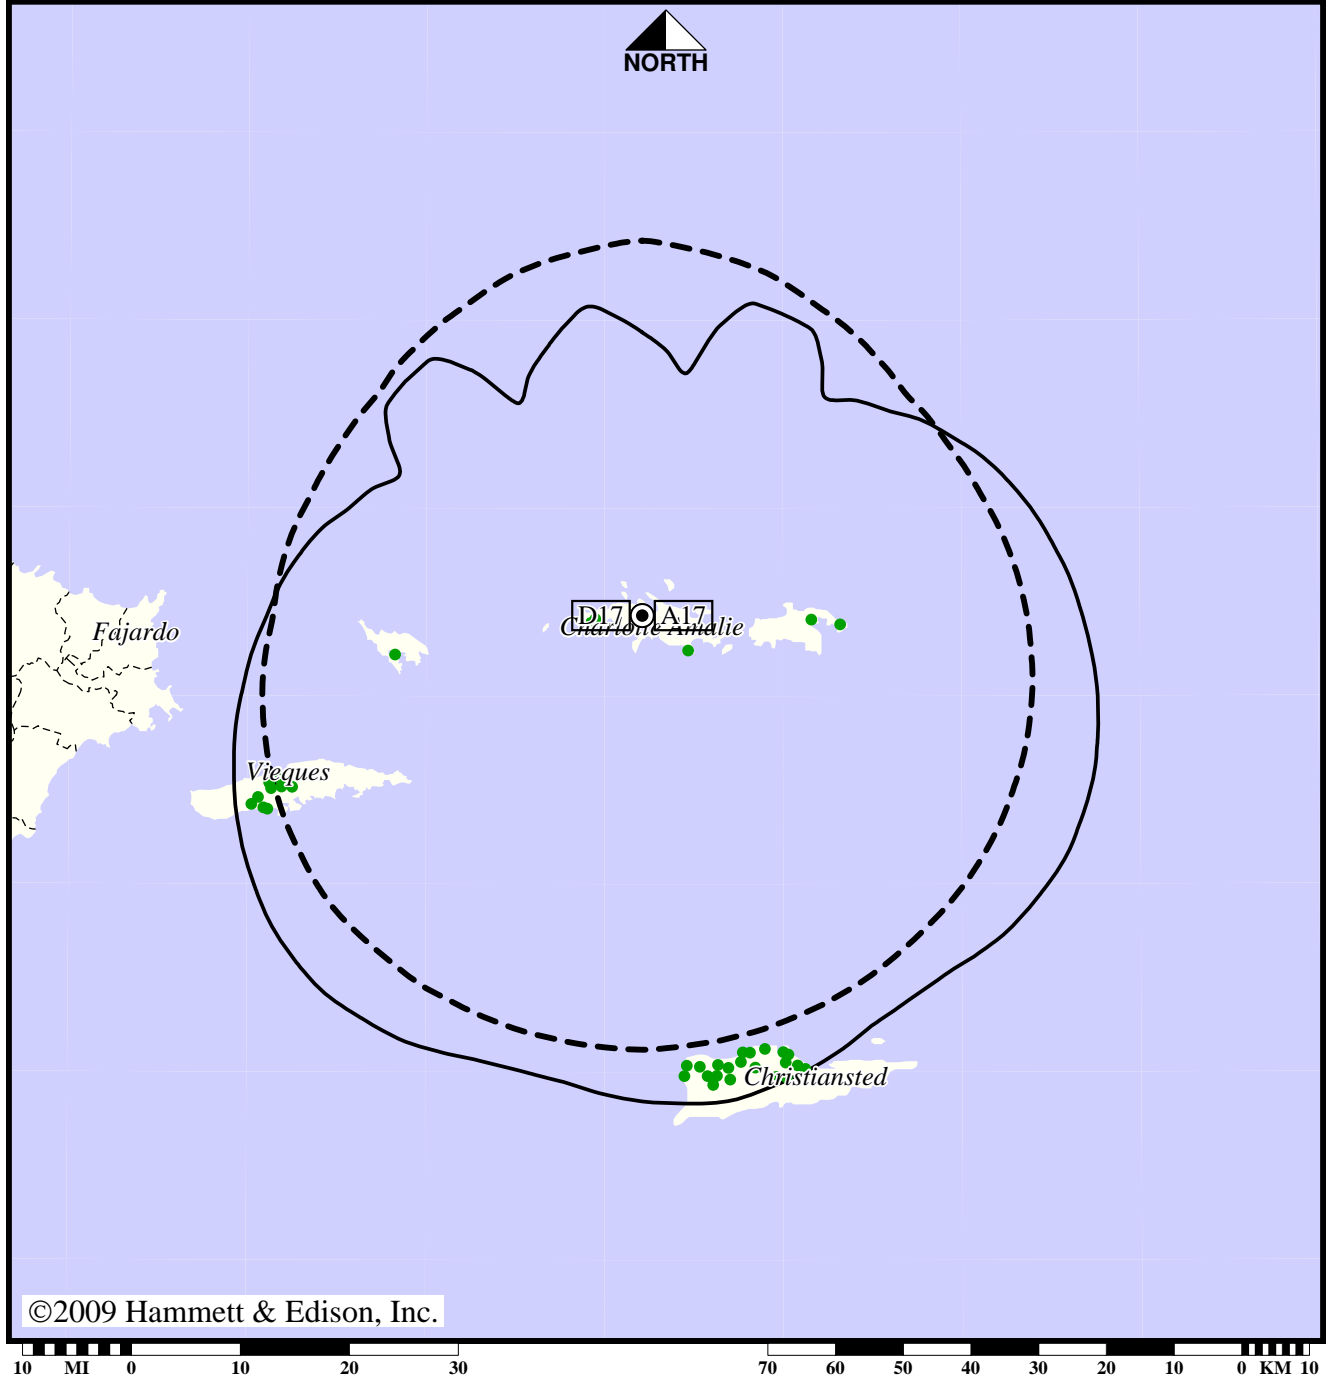 NORTH
D17
A17
Charlotte Amalie
Fajardo
Vieques
Christiansted
©2009 Hammett & Edison, Inc.
10 MI 0 10 20 30 70 60 50 40 30 20 10 0 KM 10